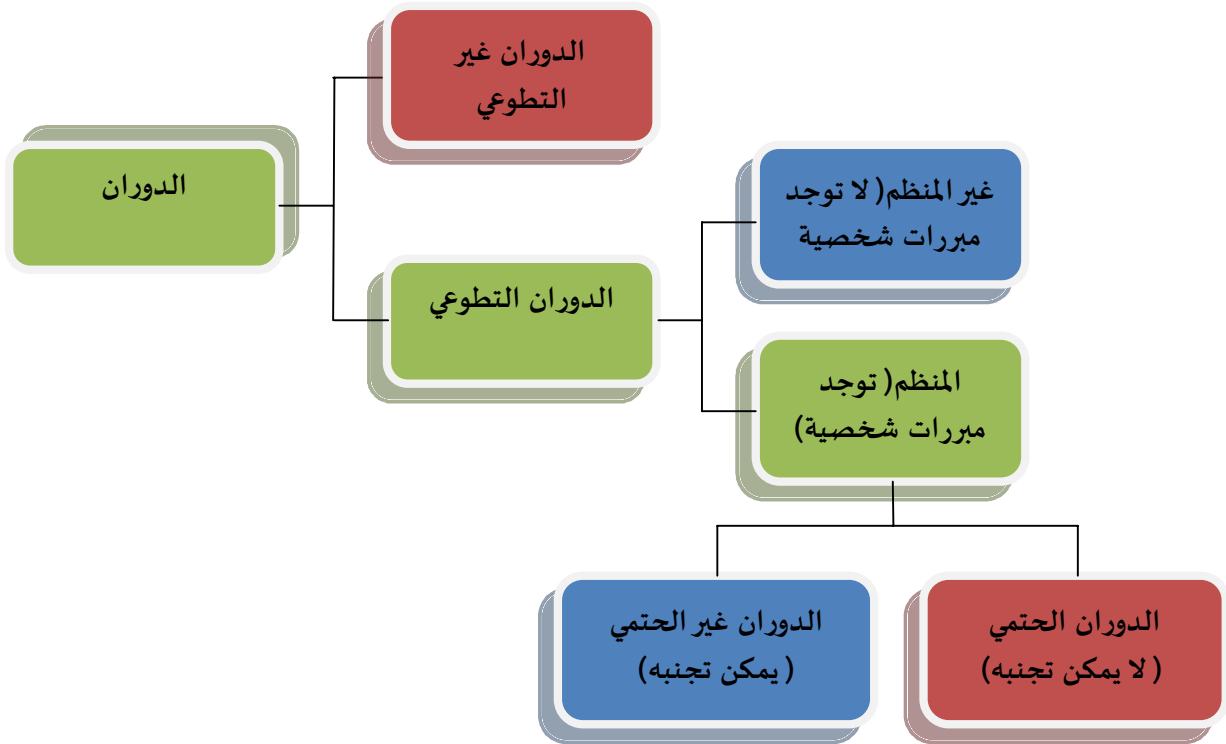 الدوران غير
التطوعي
الدوران
غير المنظم( لا توجد
مبررات شخصية
الدوران التطوعي
المنظم( توجد
مبررات شخصية)
الدوران الحتمي
( لا يمكن تجنبه)
الدوران غير الحتمي
( يمكن تجنبه)